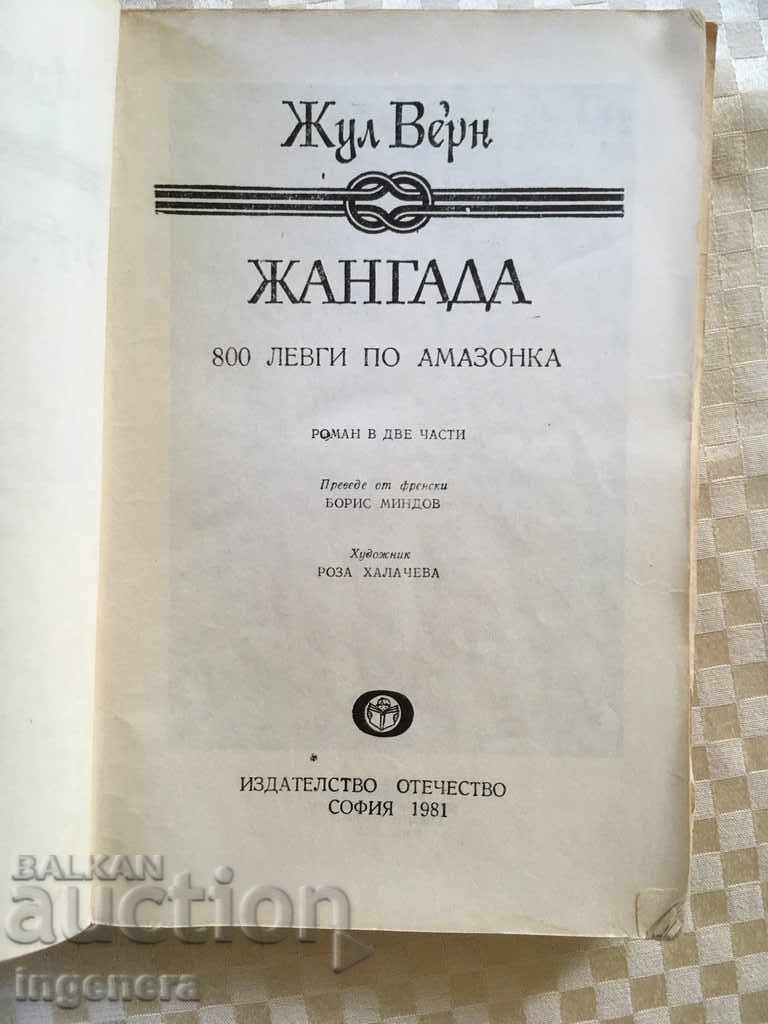 Жул Верн
ЖАНГАДА
800 ЛЕВГИ ПО АМАЗОНКА
РОМАН В ДВЕ ЧАСТИ
Преведе от френски
БОРИС МИНДОВ
Художник
РОЗА ХАЛАЧЕВА
ИЗДАТЕЛСТВО ОТЕЧЕСТВО
СОФИЯ 1981
BALKAN
auction
ingenera